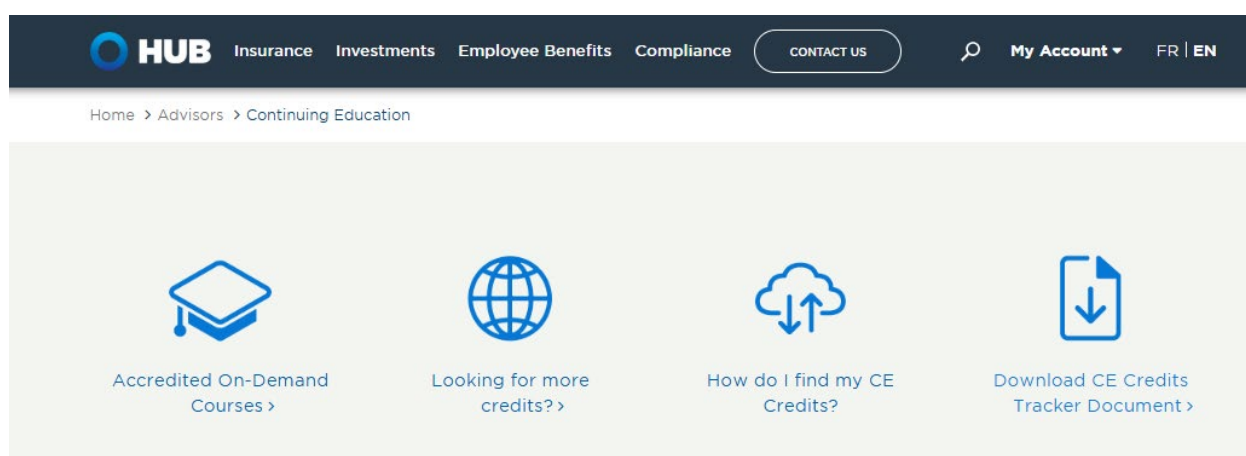 HUB Insurance Investments Employee Benefits Compliance CONTACT US My Account FR | EN
Home > Advisors > Continuing Education
Accredited On-Demand
Courses >
Looking for more
credits? >
How do I find my CE
Credits?
Download CE Credits
Tracker Document >